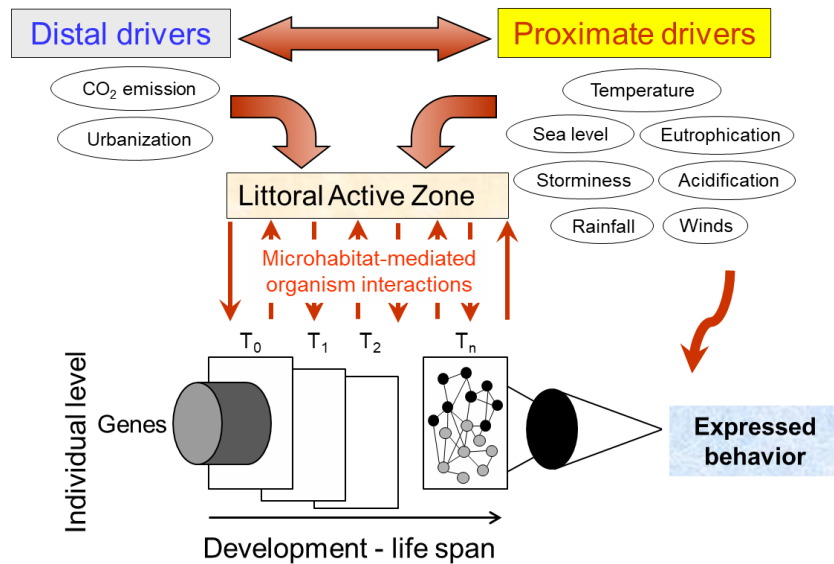 Distal drivers
Proximate drivers
CO₂ emission
Urbanization
Temperature
Sea level
Eutrophication
Storminess
Acidification
Rainfall
Winds
Littoral Active Zone
Microhabitat-mediated
organism interactions
T₀
T₁
T₂
Tₙ
Individual level
Genes
Expressed
behavior
Development - life span